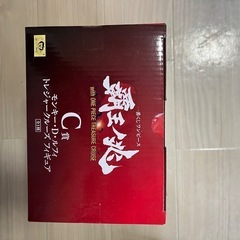 一番くじ ワンピース
覇王ノ兆
with ONE PIECE TREASURE CRUISE
C賞
モンキー・D・ルフィ
トレジャークルーズフィギュア